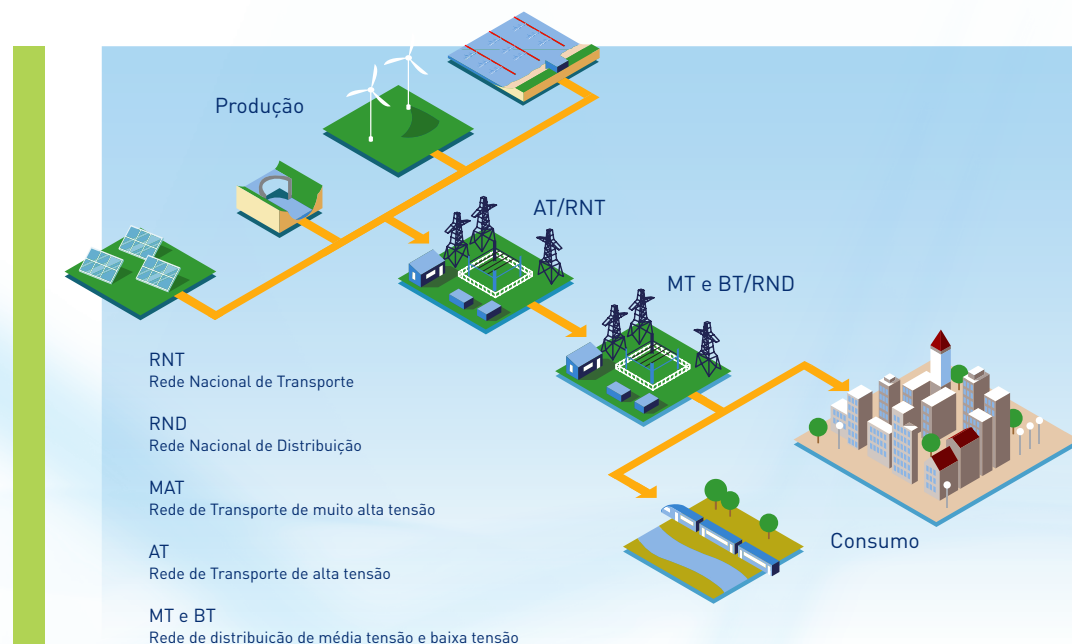 Produção
AT/RNT
MT e BT/RND
RNT
Rede Nacional de Transporte
RND
Rede Nacional de Distribuição
MAT
Rede de Transporte de muito alta tensão
AT
Rede de Transporte de alta tensão
MT e BT
Rede de distribuição de média tensão e baixa tensão
Consumo